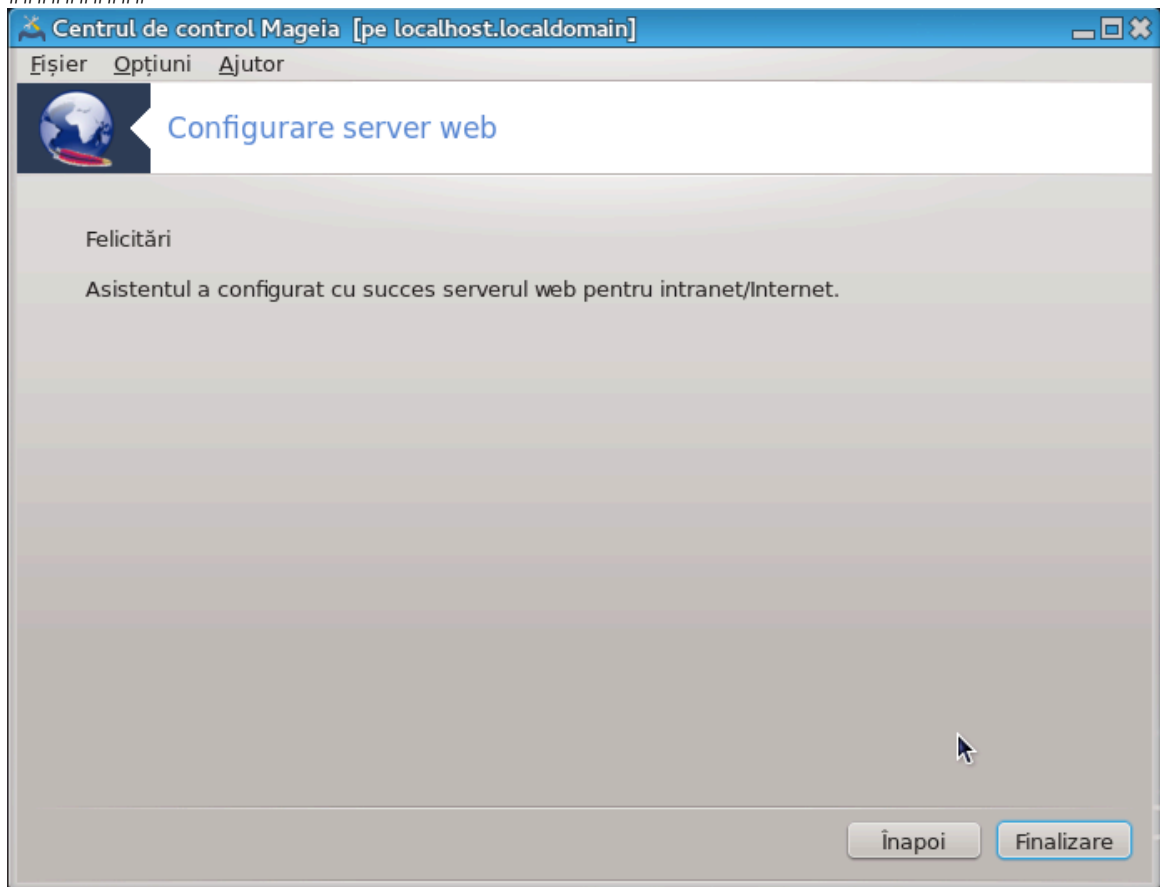 Centrul de control Mageia [pe localhost.localdomain]
Fișier Opțiuni Ajutor
Configurare server web
Felicitări
Asistentul a configurat cu succes serverul web pentru intranet/Internet.
Înapoi Finalizare